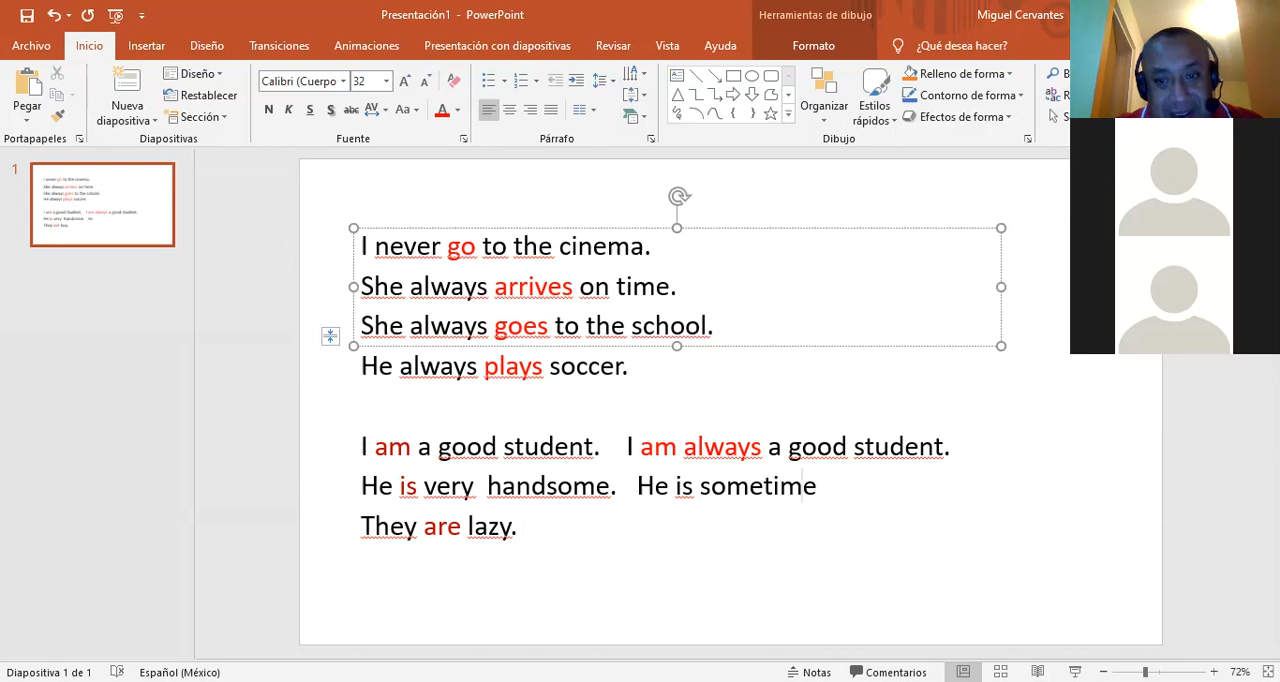 Presentación1 - PowerPoint
Herramientas de dibujo
Miguel Cervantes
Archivo Inicio Insertar Diseño Transiciones Animaciones Presentación con diapositivas Revisar Vista Ayuda Formato ¿Qué desea hacer?
Pegar
Nueva diapositiva
Diseño
Restablecer
Sección
Calibri (Cuerpo 32
N K S S abc AV Aa A
Organizar
Estilos rápidos
Relleno de forma
Contorno de forma
Efectos de forma
Portapapeles Diapositivas Fuente Párrafo Dibujo
1
I never go to the cinema.
She always arrives on time.
She always goes to the school.
He always plays soccer.
I am a good student. I am always a good student.
He is very handsome. He is sometime
They are lazy.
Diapositiva 1 de 1 Español (México) Notas Comentarios 72%